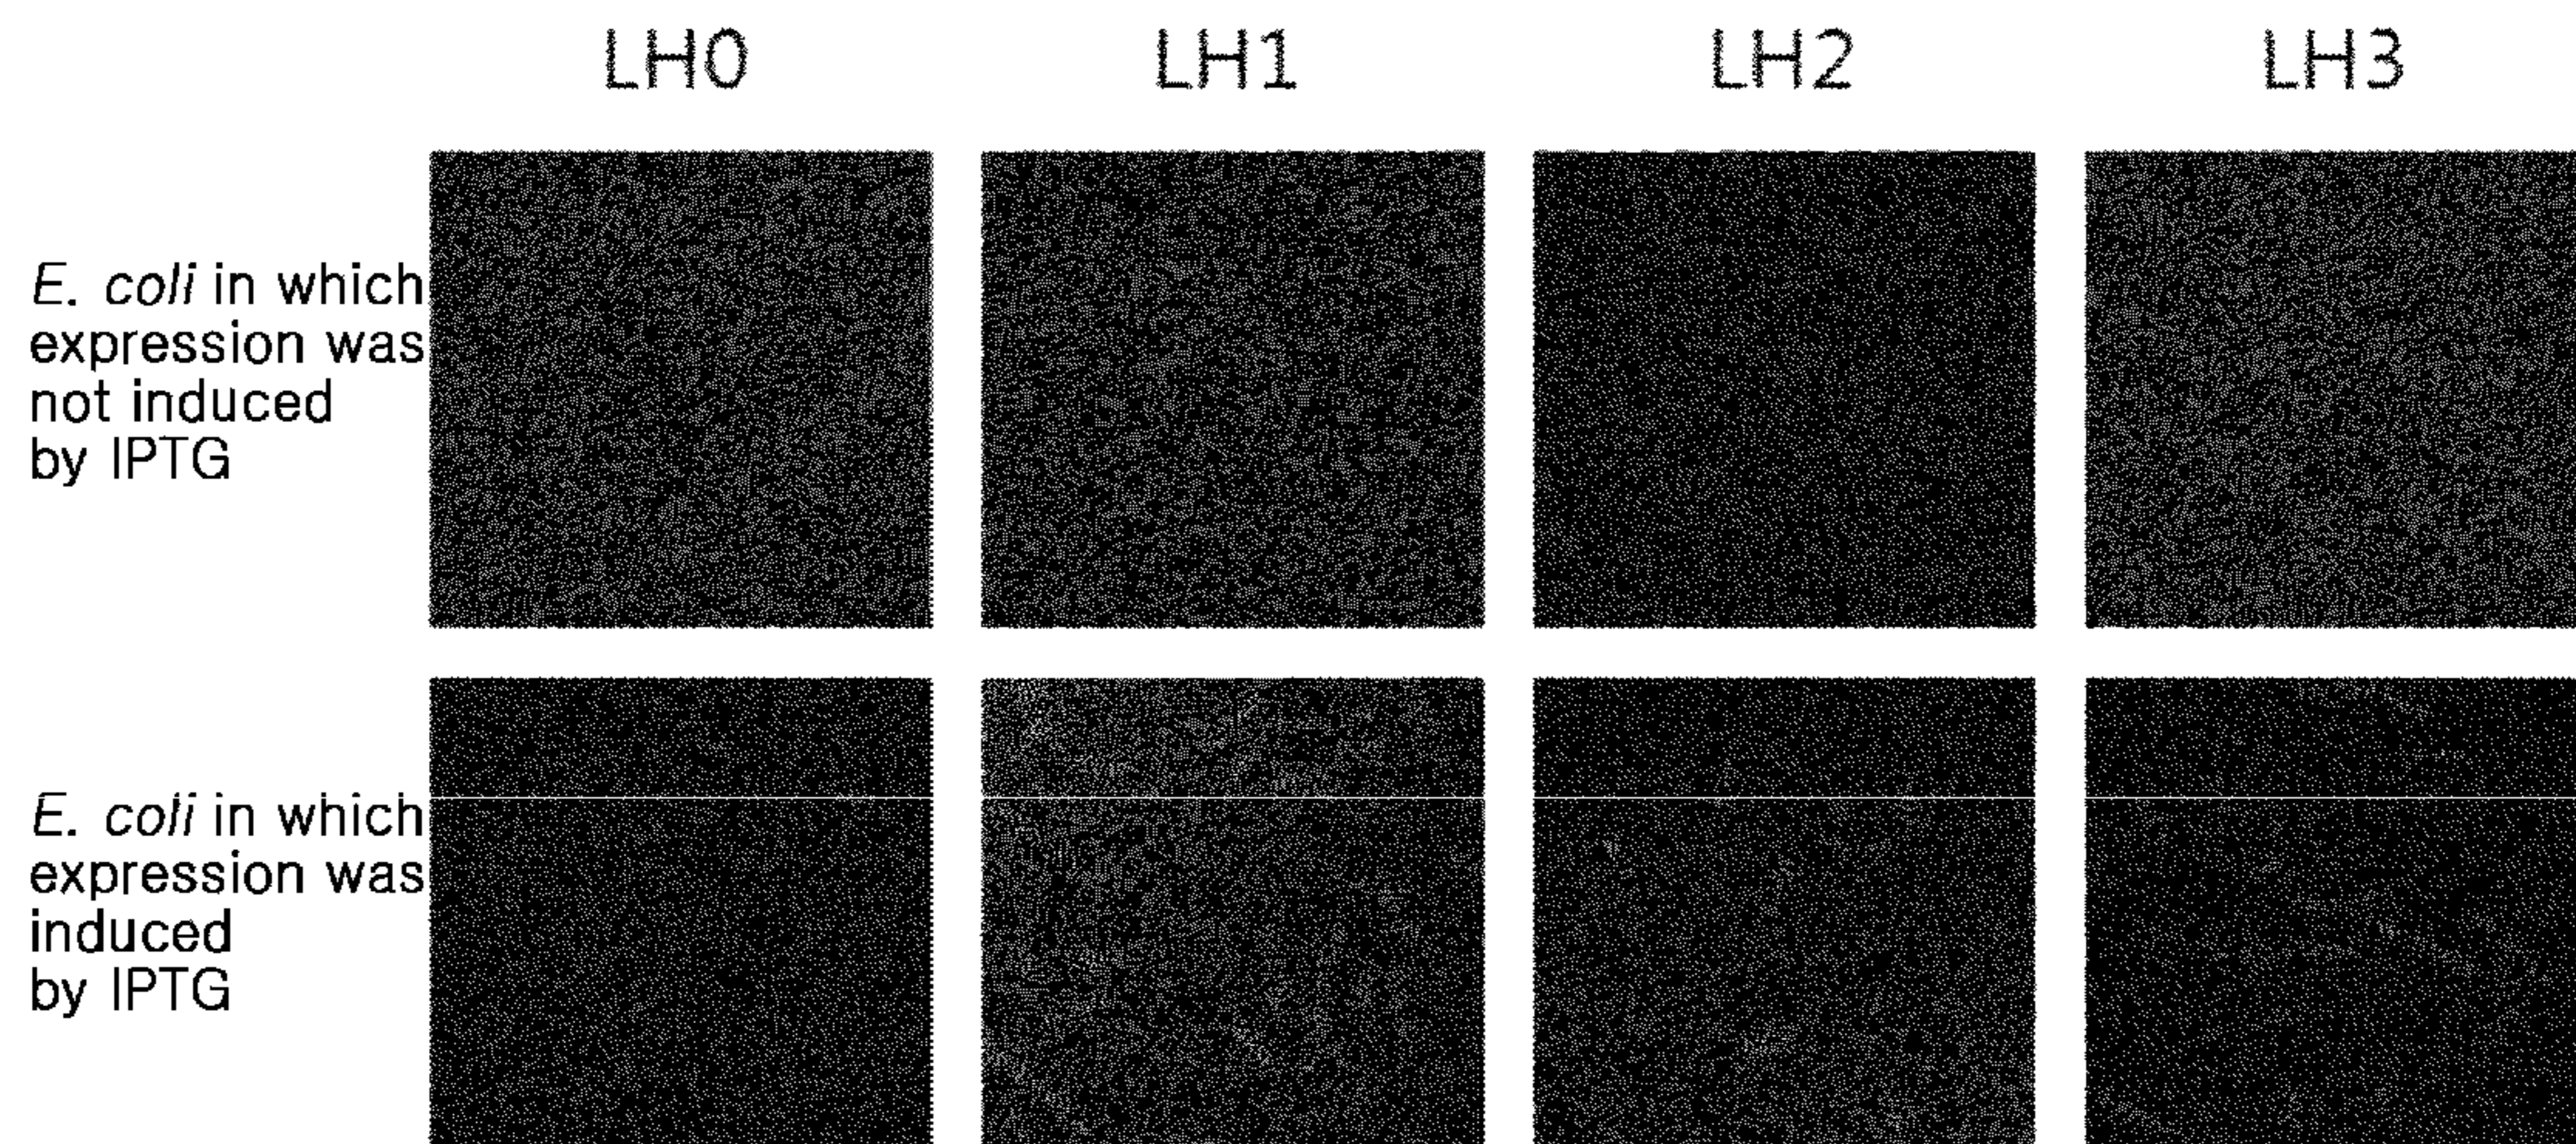 LH0 LH1 LH2 LH3
E. coli in which
expression was
not induced
by IPTG
E. coli in which
expression was
induced
by IPTG